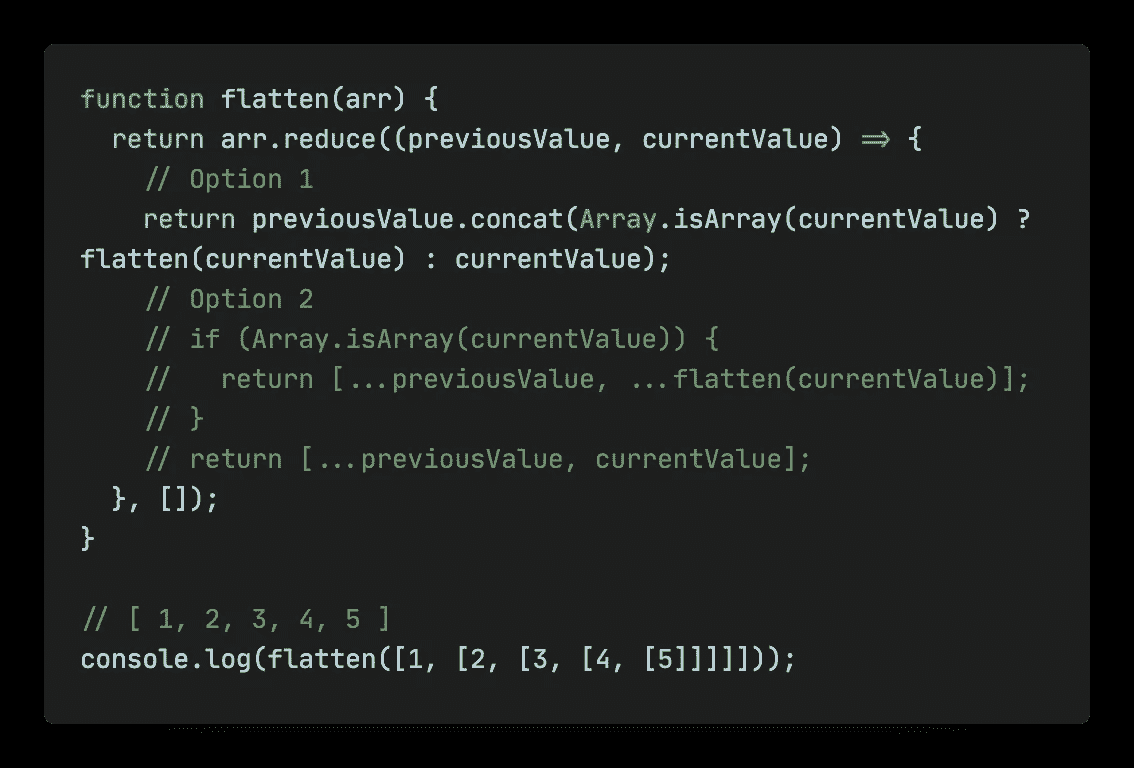 function flatten(arr) {
  return arr.reduce((previousValue, currentValue) => {
    // Option 1
    return previousValue.concat(Array.isArray(currentValue) ?
flatten(currentValue) : currentValue);
    // Option 2
    // if (Array.isArray(currentValue)) {
    //   return [...previousValue, ...flatten(currentValue)];
    // }
    // return [...previousValue, currentValue];
  }, []);
}

// [ 1, 2, 3, 4, 5 ]
console.log(flatten([1, [2, [3, [4, [5]]]]]));